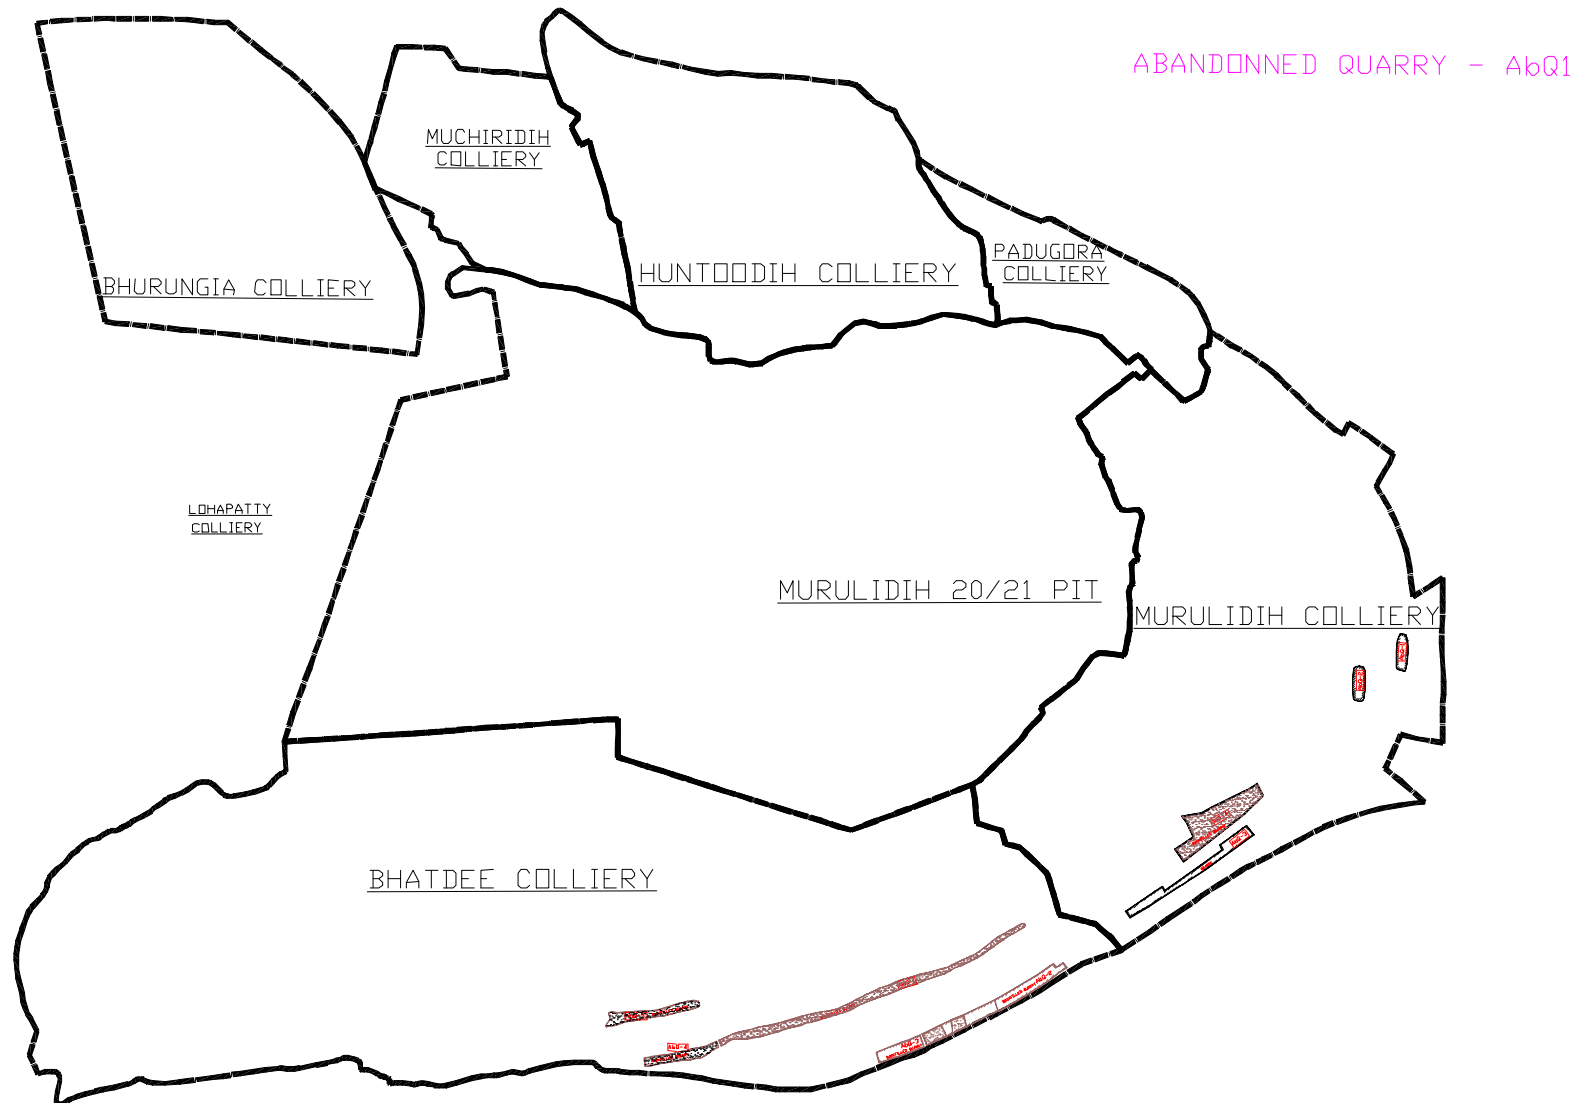 ABANDONNED QUARRY - AbQ1
MUCHIRIDIH
COLLIERY
PADUGORA
COLLIERY
HUNTOODIH COLLIERY
BHURUNGIA COLLIERY
LOHAPATTY
COLLIERY
MURULIDIH 20/21 PIT
MURULIDIH COLLIERY
BHATDEE COLLIERY